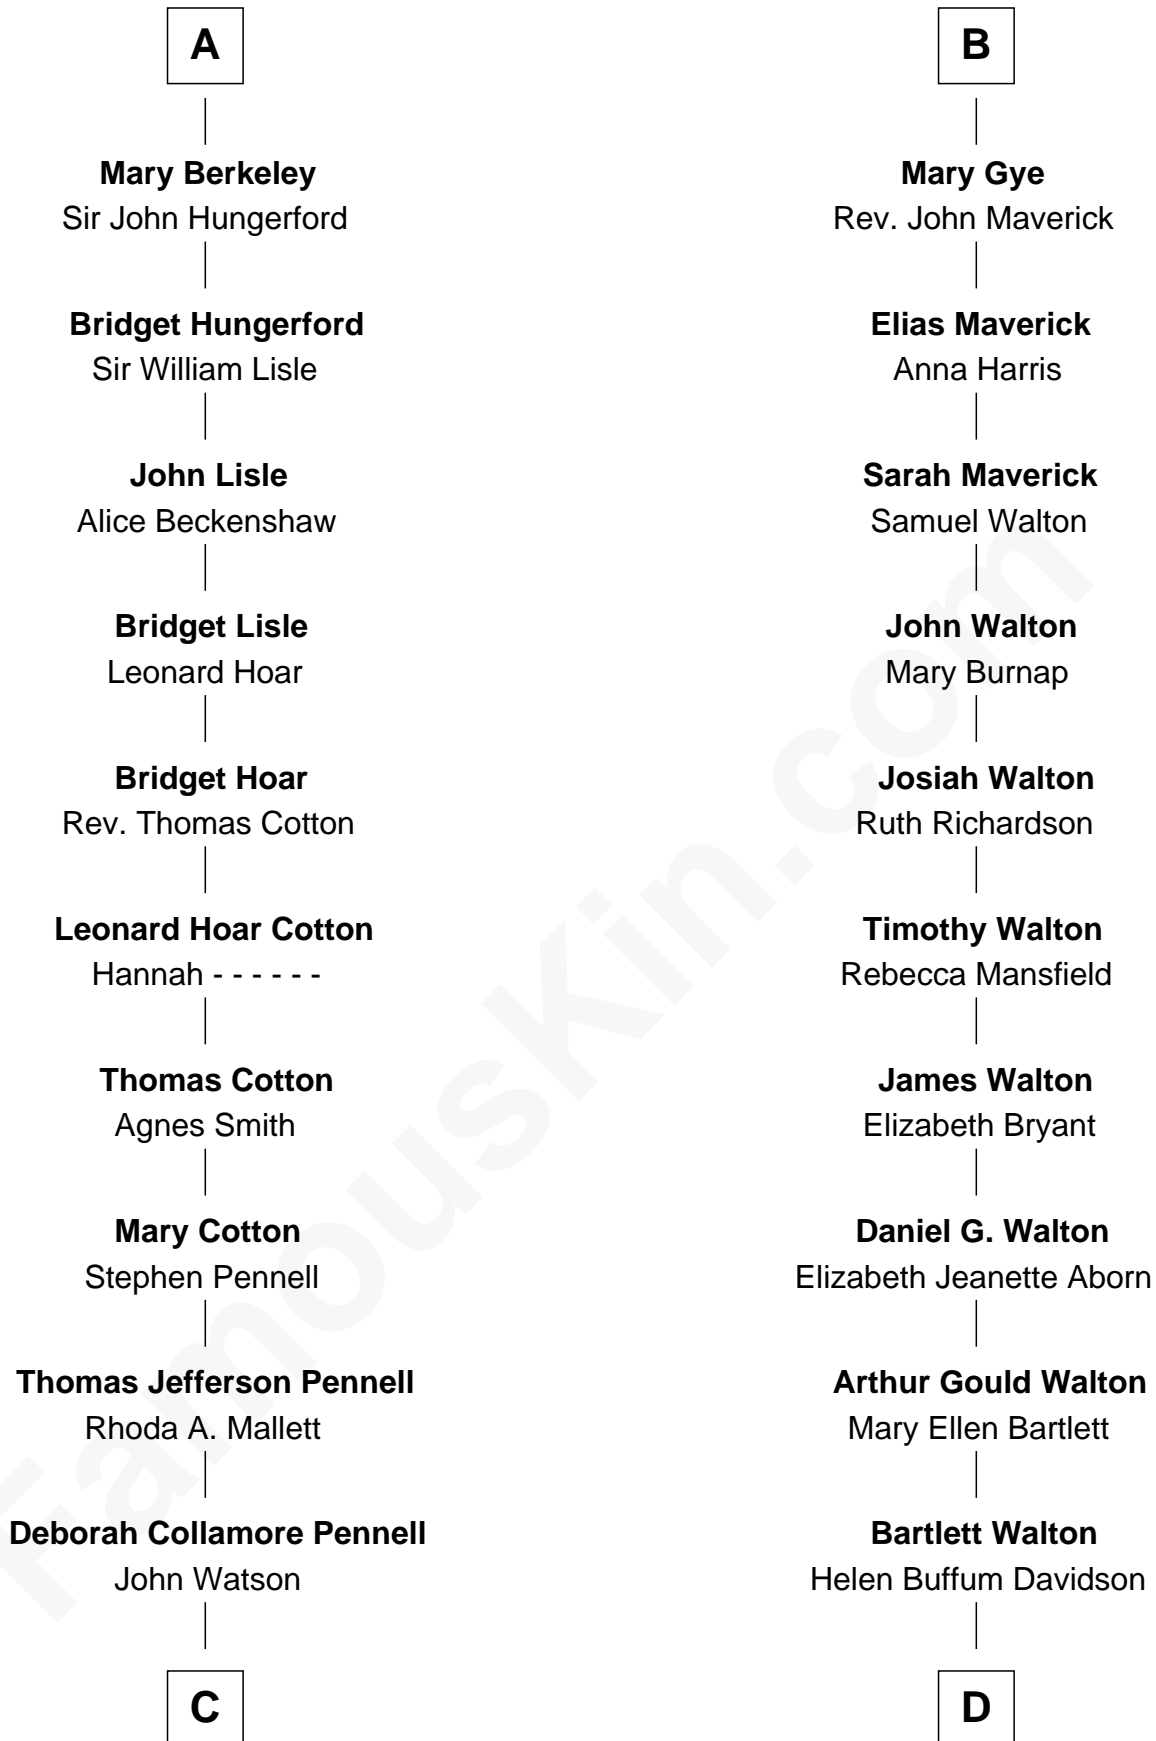 A
Mary Berkeley
Sir John Hungerford
Bridget Hungerford
Sir William Lisle
John Lisle
Alice Beckenshaw
Bridget Lisle
Leonard Hoar
Bridget Hoar
Rev. Thomas Cotton
Leonard Hoar Cotton
Hannah - - - - - -
Thomas Cotton
Agnes Smith
Mary Cotton
Stephen Pennell
Thomas Jefferson Pennell
Rhoda A. Mallett
Deborah Collamore Pennell
John Watson
C
B
Mary Gye
Rev. John Maverick
Elias Maverick
Anna Harris
Sarah Maverick
Samuel Walton
John Walton
Mary Burnap
Josiah Walton
Ruth Richardson
Timothy Walton
Rebecca Mansfield
James Walton
Elizabeth Bryant
Daniel G. Walton
Elizabeth Jeanette Aborn
Arthur Gould Walton
Mary Ellen Bartlett
Bartlett Walton
Helen Buffum Davidson
D
FamousKin.com